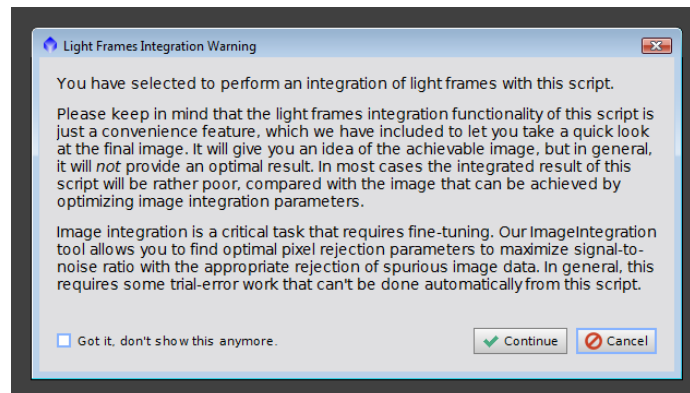 Light Frames Integration Warning
You have selected to perform an integration of light frames with this script.
Please keep in mind that the light frames integration functionality of this script is
just a convenience feature, which we have included to let you take a quick look
at the final image. It will give you an idea of the achievable image, but in general,
it will not provide an optimal result. In most cases the integrated result of this
script will be rather poor, compared with the image that can be achieved by
optimizing image integration parameters.
Image integration is a critical task that requires fine-tuning. Our ImageIntegration
tool allows you to find optimal pixel rejection parameters to maximize signal-to-
noise ratio with the appropriate rejection of spurious image data. In general, this
requires some trial-error work that can't be done automatically from this script.
Got it, don't show this anymore.
Continue
Cancel